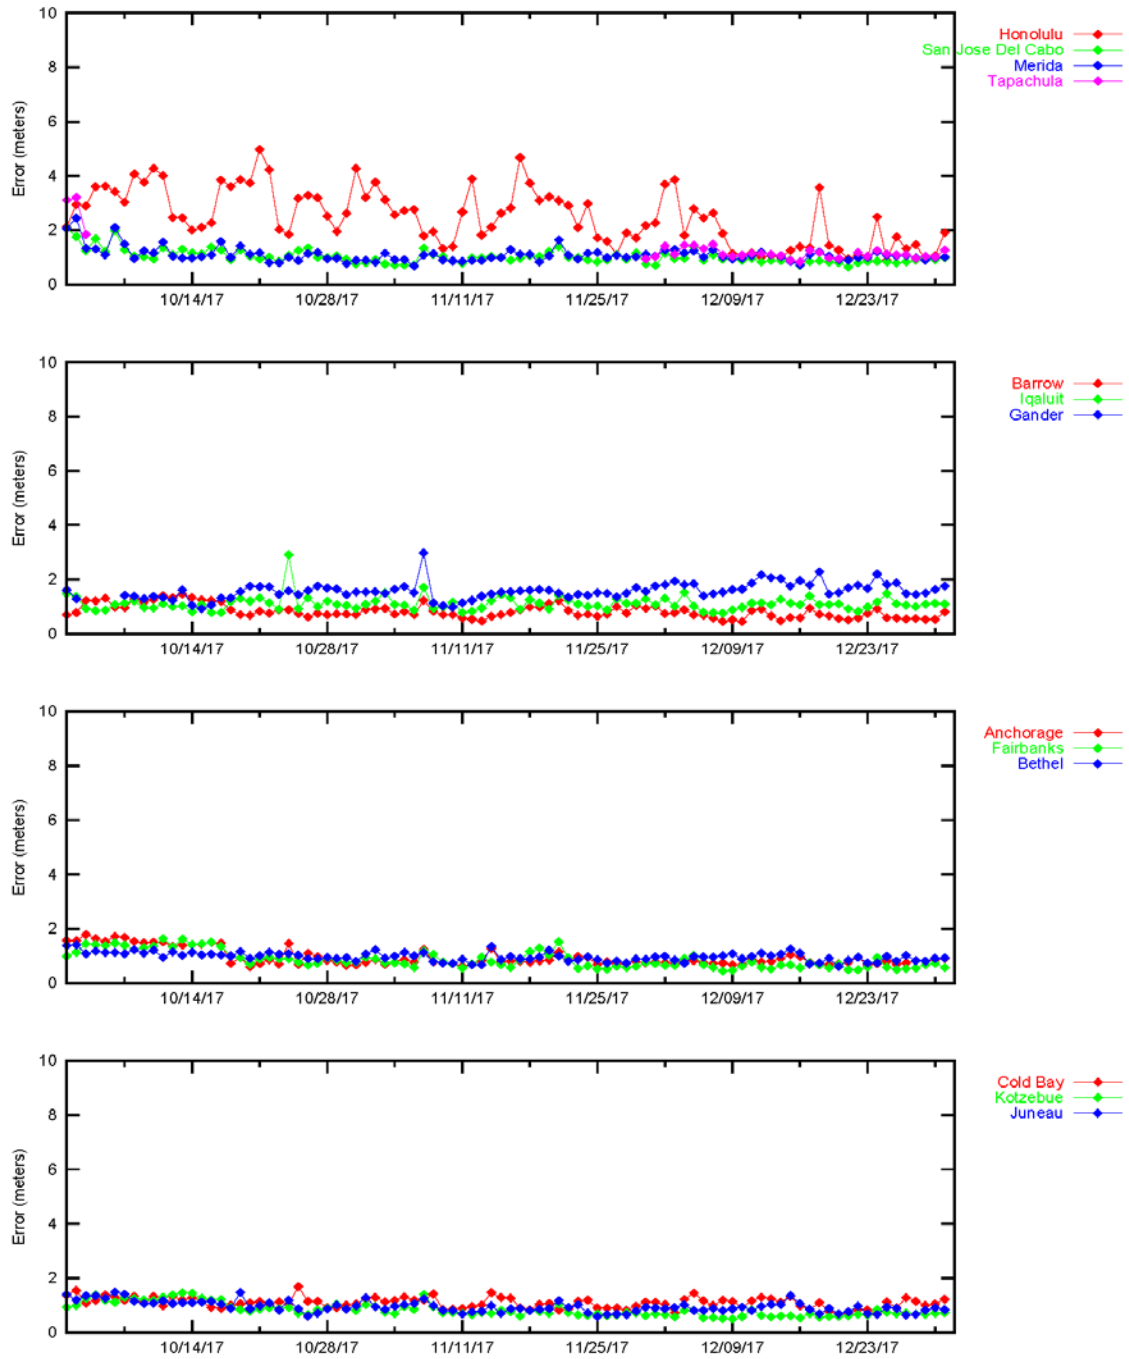 10
Honolulu
San Jose Del Cabo
8
Merida
Tapachula
6
Error (meters)
4
2
0
10/14/17 10/28/17 11/11/17 11/25/17 12/09/17 12/23/17
10
Barrow
Iqaluit
8
Gander
6
Error (meters)
4
2
0
10/14/17 10/28/17 11/11/17 11/25/17 12/09/17 12/23/17
10
Anchorage
Fairbanks
8
Bethel
6
Error (meters)
4
2
0
10/14/17 10/28/17 11/11/17 11/25/17 12/09/17 12/23/17
10
Cold Bay
Kotzebue
8
Juneau
6
Error (meters)
4
2
0
10/14/17 10/28/17 11/11/17 11/25/17 12/09/17 12/23/17